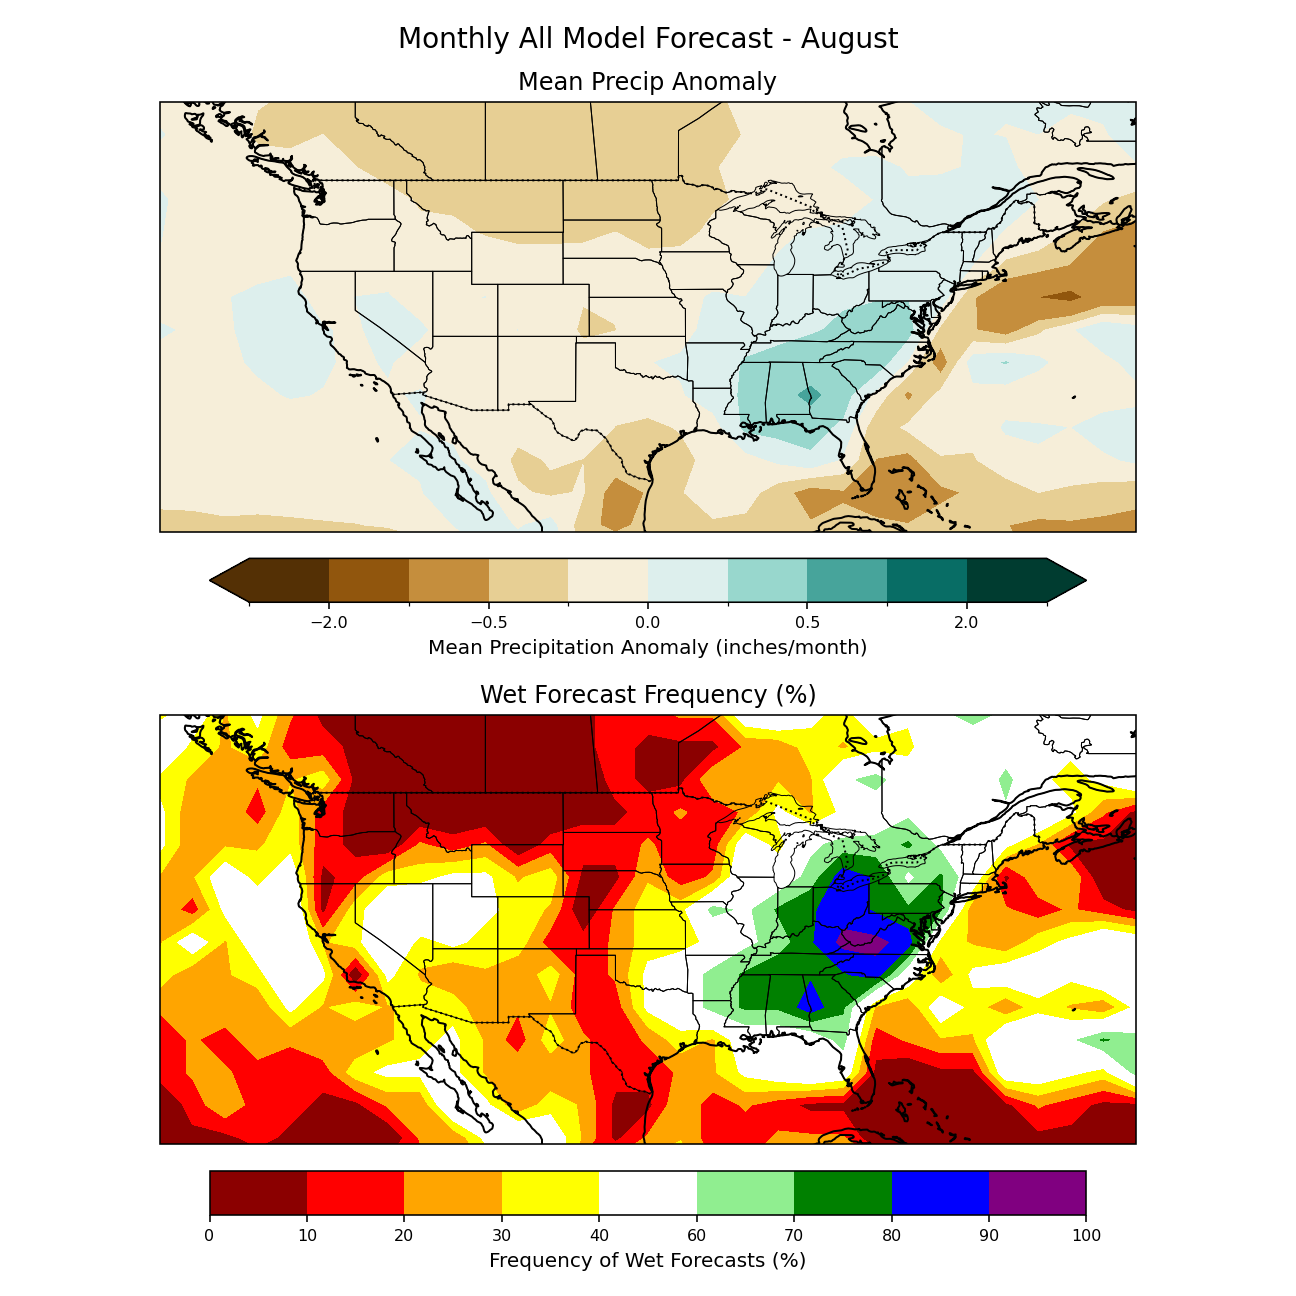 Monthly All Model Forecast - August
Mean Precip Anomaly
−2.0 −0.5 0.0 0.5 2.0
Mean Precipitation Anomaly (inches/month)
Wet Forecast Frequency (%)
0 10 20 30 40 60 70 80 90 100
Frequency of Wet Forecasts (%)